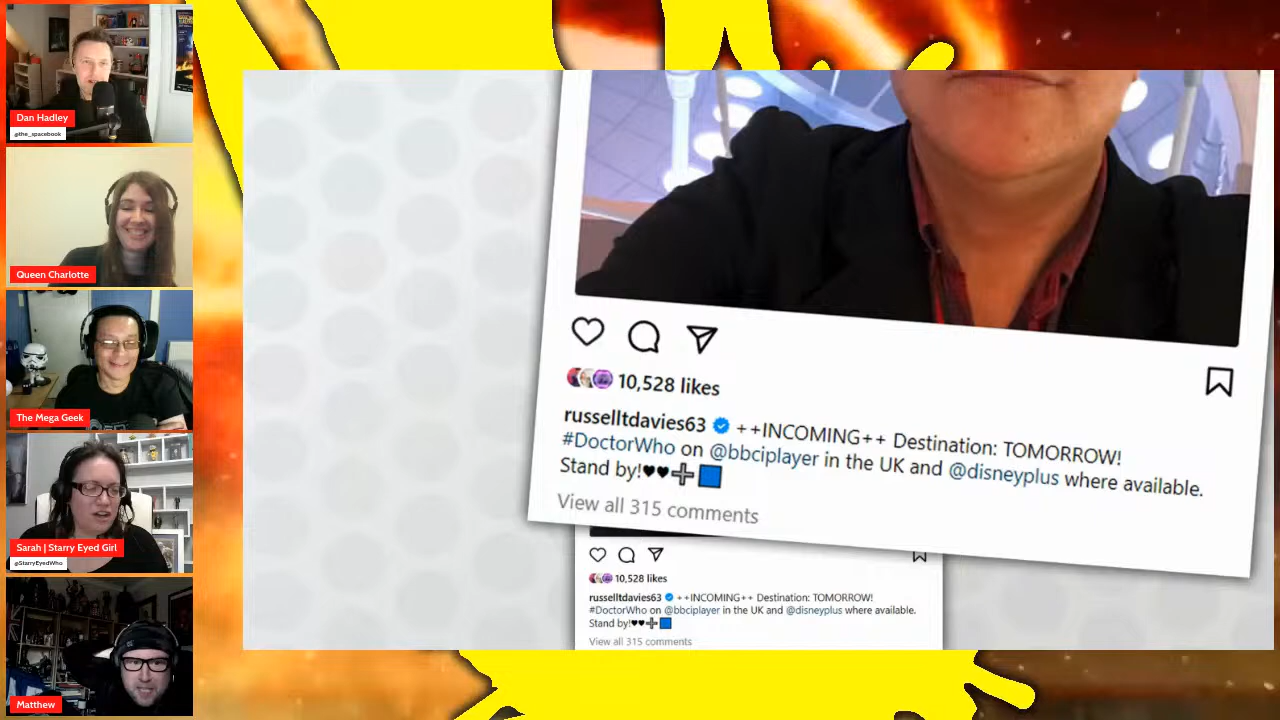 Dan Hadley
@the_spacebook
Queen Charlotte
The Mega Geek
Sarah | Starry Eyed Girl
@StarryEyedWho
Matthew
10,528 likes
russelltdavies63 ++INCOMING++ Destination: TOMORROW!
#DoctorWho on @bbciplayer in the UK and @disneyplus where available.
Stand by!♥♥➕🟦
View all 315 comments
10,528 likes
russelltdavies63 ++INCOMING++ Destination: TOMORROW!
#DoctorWho on @bbciplayer in the UK and @disneyplus where available.
Stand by!♥♥➕🟦
View all 315 comments